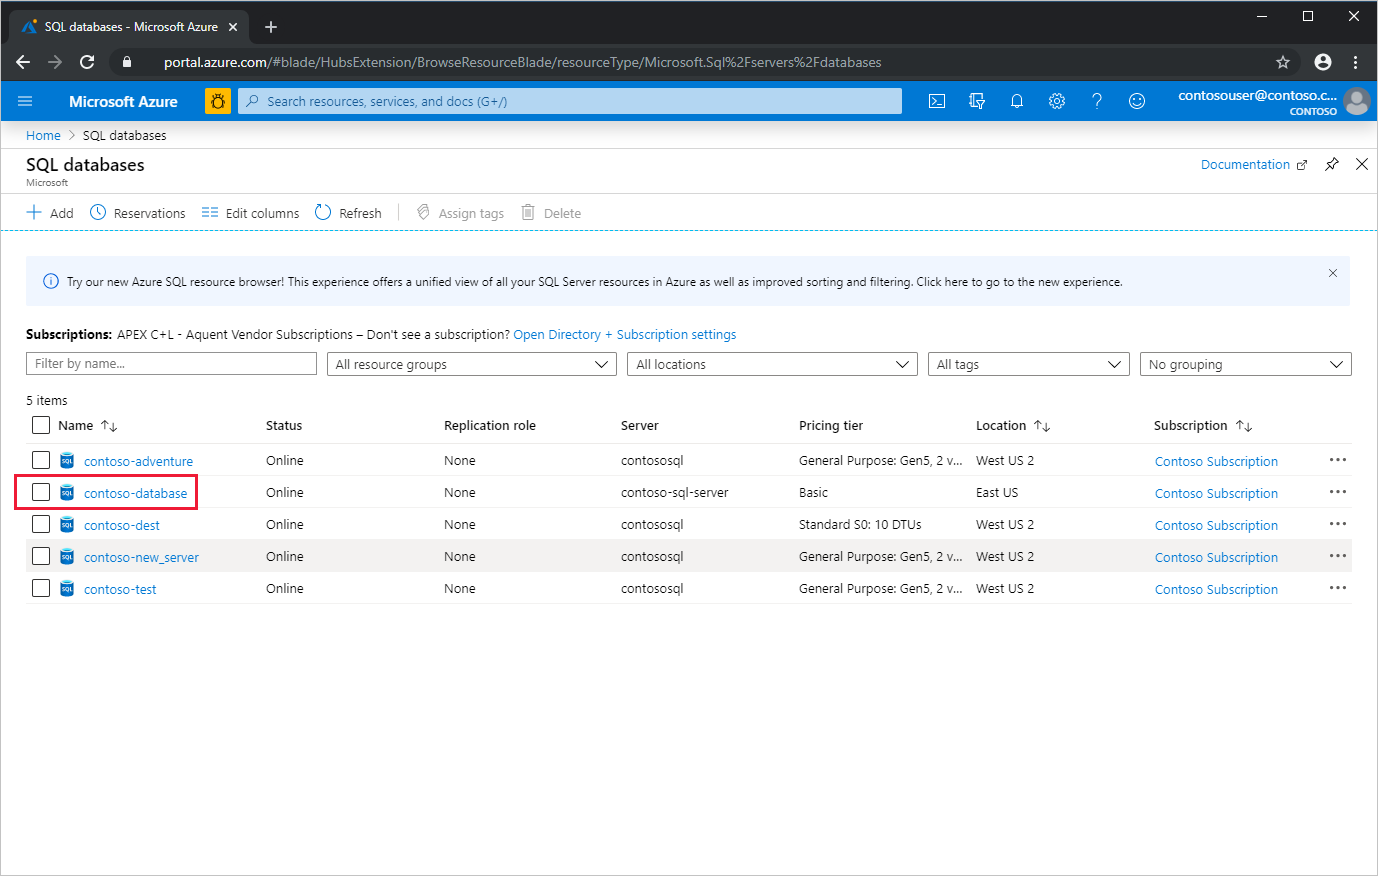 SQL databases - Microsoft Azure
portal.azure.com/#blade/HubsExtension/BrowseResourceBlade/resourceType/Microsoft.Sql%2Fservers%2Fdatabases
Microsoft Azure Search resources, services, and docs (G+/) contosouser@contoso.c...
CONTOSO
Home > SQL databases
SQL databases Documentation
Microsoft
Add Reservations Edit columns Refresh Assign tags Delete
Try our new Azure SQL resource browser! This experience offers a unified view of all your SQL Server resources in Azure as well as improved sorting and filtering. Click here to go to the new experience.
Subscriptions: APEX C+L - Aquent Vendor Subscriptions – Don't see a subscription? Open Directory + Subscription settings
Filter by name... All resource groups All locations All tags No grouping
5 items
Name Status Replication role Server Pricing tier Location Subscription
SQL contoso-adventure Online None contososql General Purpose: Gen5, 2 v... West US 2 Contoso Subscription
SQL contoso-database Online None contoso-sql-server Basic East US Contoso Subscription
SQL contoso-dest Online None contososql Standard S0: 10 DTUs West US 2 Contoso Subscription
SQL contoso-new_server Online None contososql General Purpose: Gen5, 2 v... West US 2 Contoso Subscription
SQL contoso-test Online None contososql General Purpose: Gen5, 2 v... West US 2 Contoso Subscription